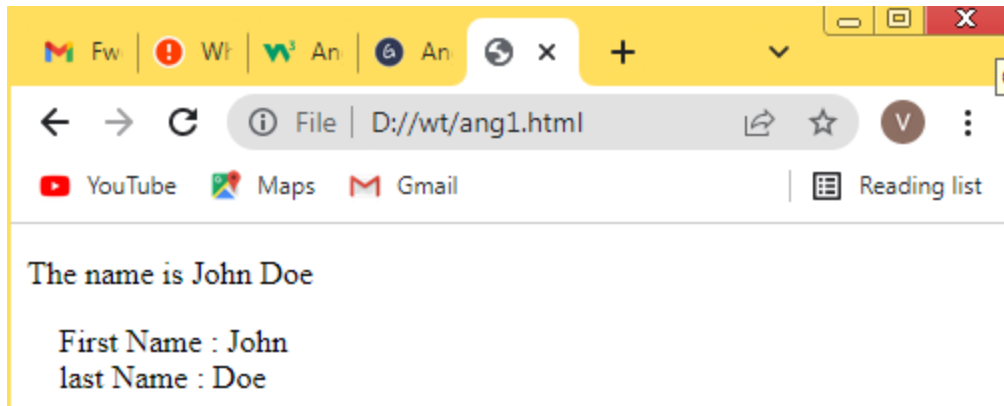 Fw Wh An An
File D://wt/ang1.html V
YouTube Maps Gmail Reading list
The name is John Doe
First Name : John
last Name : Doe